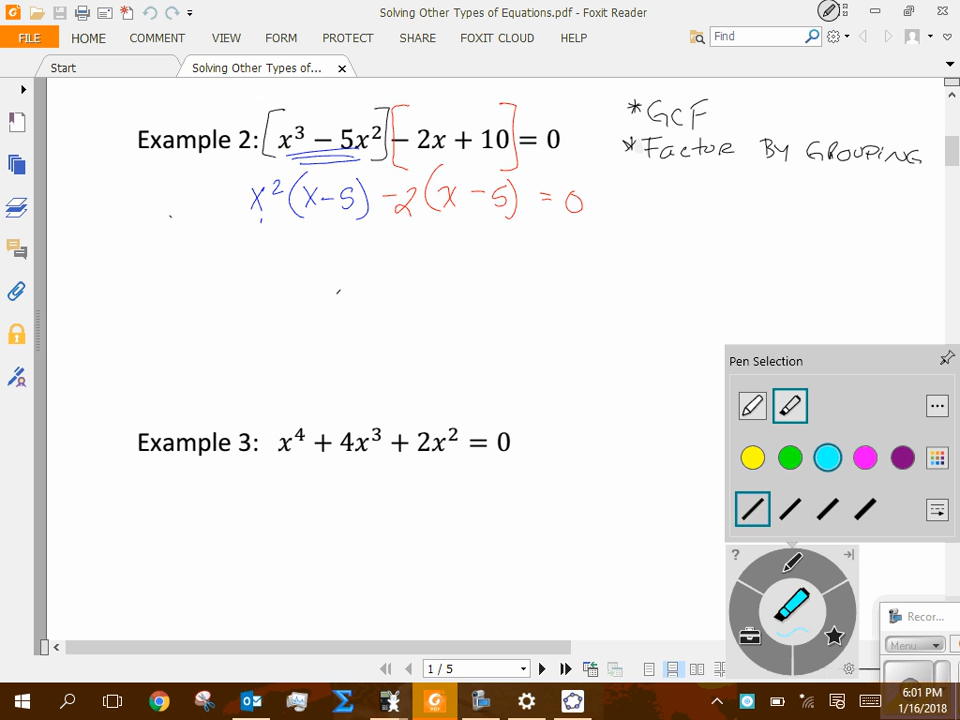 Solving Other Types of Equations.pdf - Foxit Reader
FILE HOME COMMENT VIEW FORM PROTECT SHARE FOXIT CLOUD HELP Find
Start Solving Other Types of...
Example 2: [x³ − 5x²][− 2x + 10] = 0
* GCF
* Factor BY GROUPING
x²(x-5) -2(x-5) = 0
Pen Selection
Example 3: x⁴ + 4x³ + 2x² = 0
?
Recor...
Menu
1 / 5
6:01 PM
1/16/2018